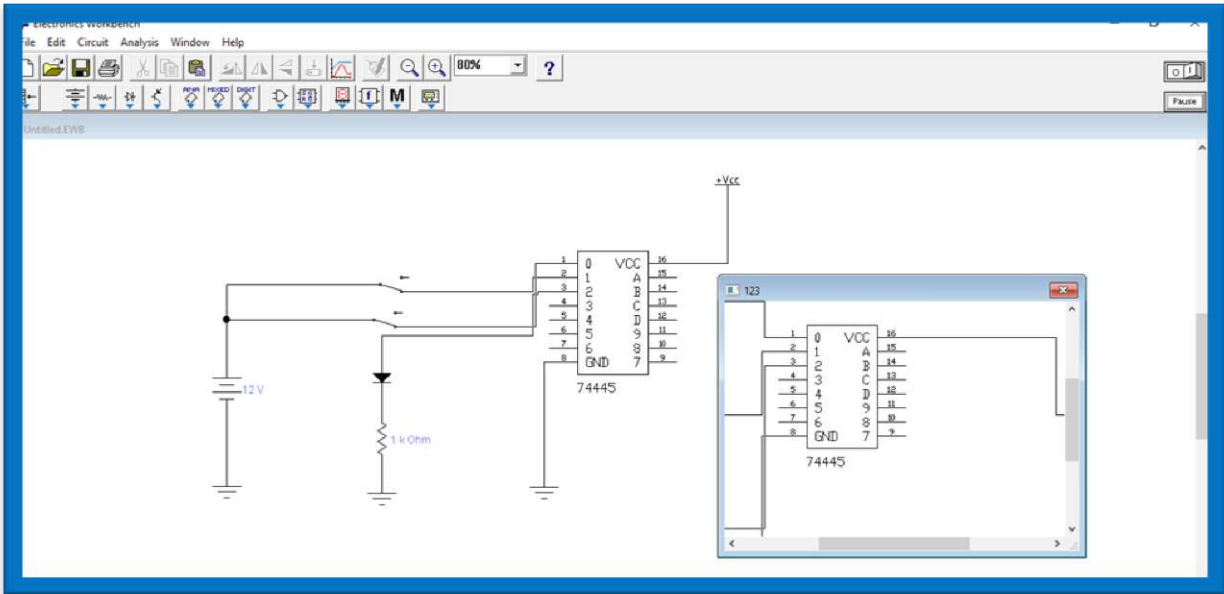 Electronics Workbench
File Edit Circuit Analysis Window Help
80%
?
ANA MIXED DIGIT
M
Pause
Untitled.EWB
+Vcc
1 0 VCC 16
2 1 A 15
3 2 B 14
4 3 C 13
5 4 D 12
6 5 9 11
7 6 8 10
8 GND 7 9
74445
12 V
1 k Ohm
123
1 0 VCC 16
2 1 A 15
3 2 B 14
4 3 C 13
5 4 D 12
6 5 9 11
7 6 8 10
8 GND 7 9
74445